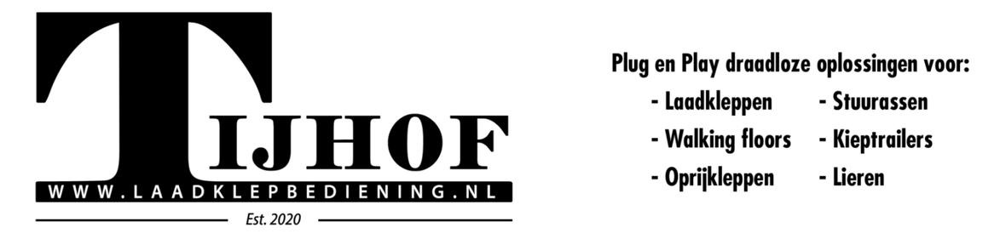 TIJHOF
WWW.LAADKLEPBEDIENING.NL
Est. 2020
Plug en Play draadloze oplossingen voor:
- Laadkleppen - Stuurassen
- Walking floors - Kieptrailers
- Oprijkleppen - Lieren